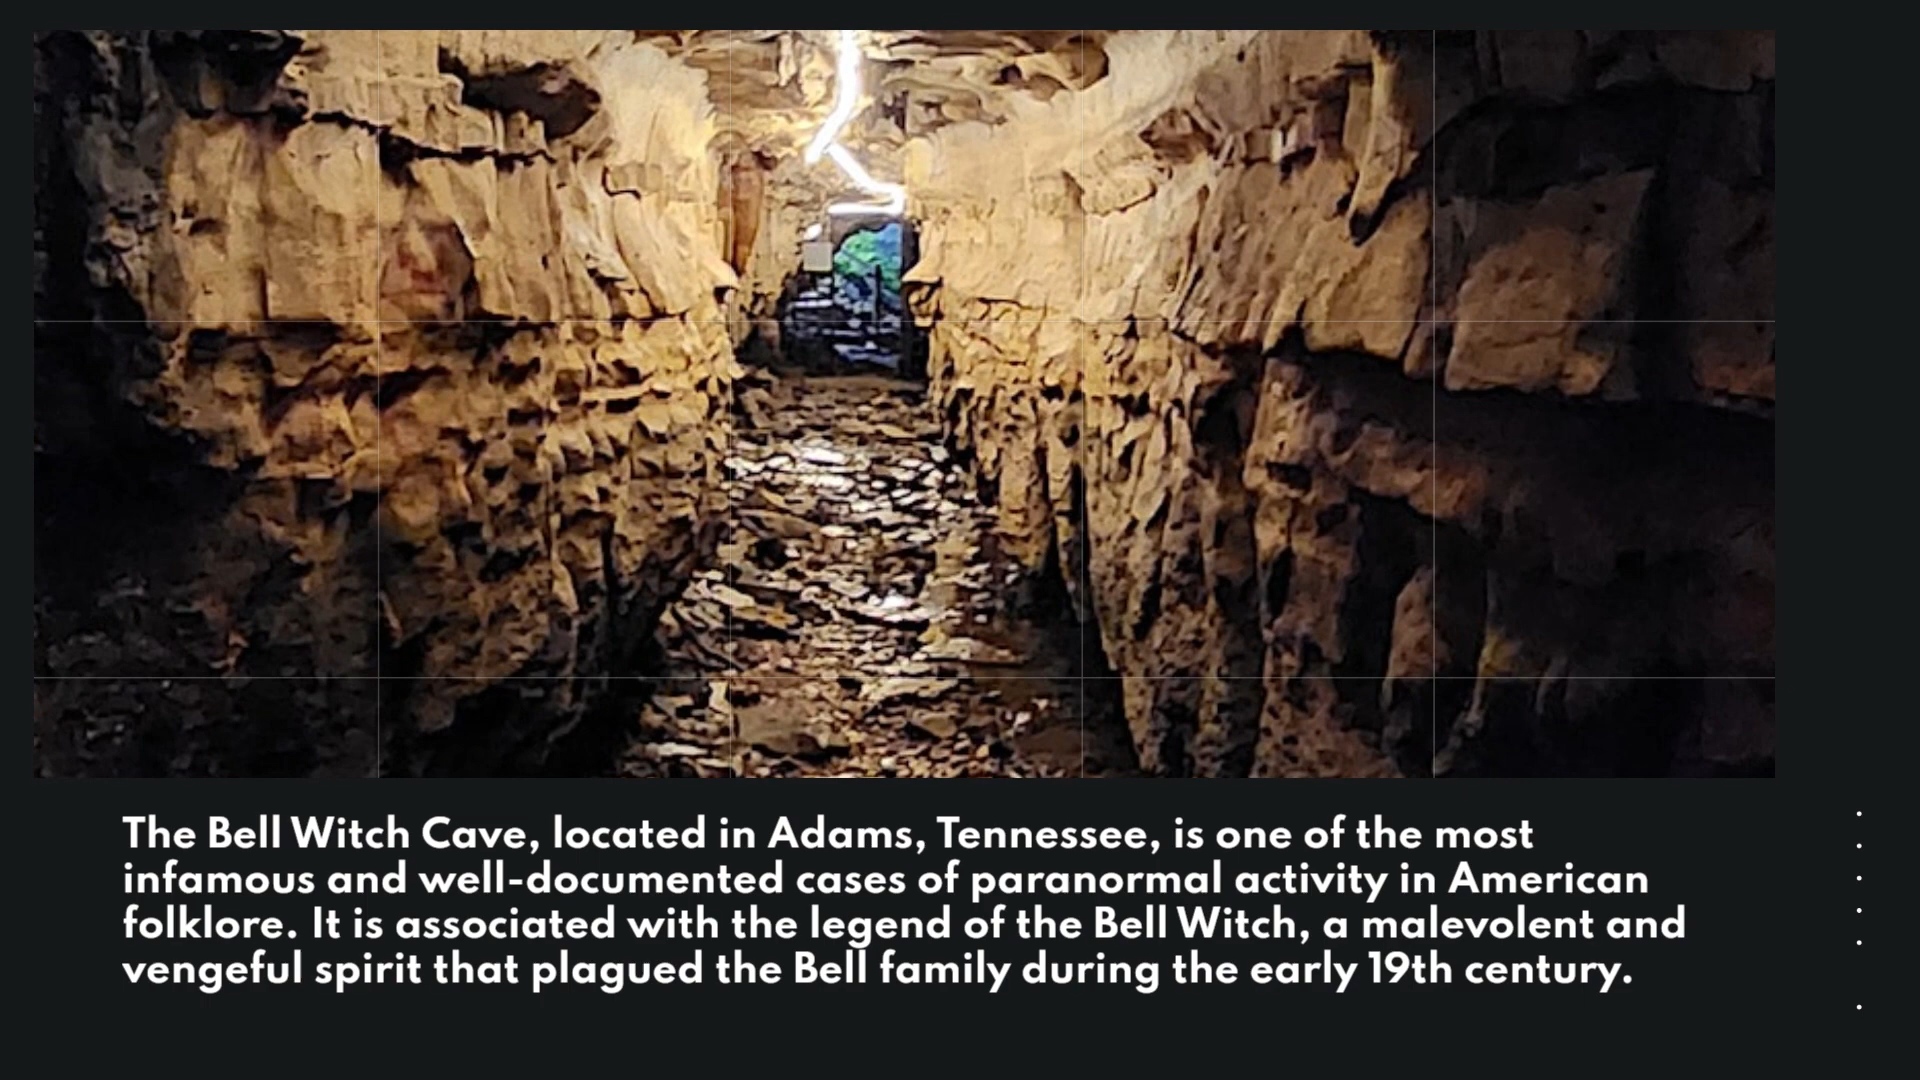 The Bell Witch Cave, located in Adams, Tennessee, is one of the most
infamous and well-documented cases of paranormal activity in American
folklore. It is associated with the legend of the Bell Witch, a malevolent and
vengeful spirit that plagued the Bell family during the early 19th century.